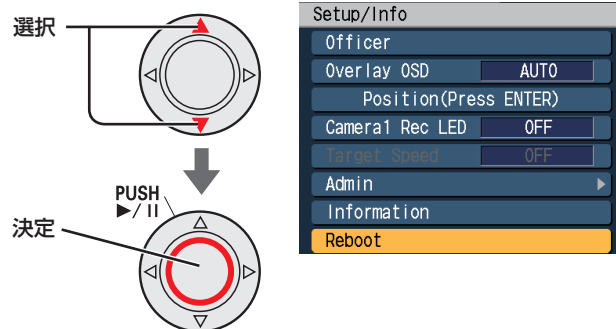 選択
PUSH
►/II
決定
Setup/Info
Officer
Overlay OSD AUTO
Position(Press ENTER)
Camera1 Rec LED OFF
Target Speed OFF
Admin
Information
Reboot